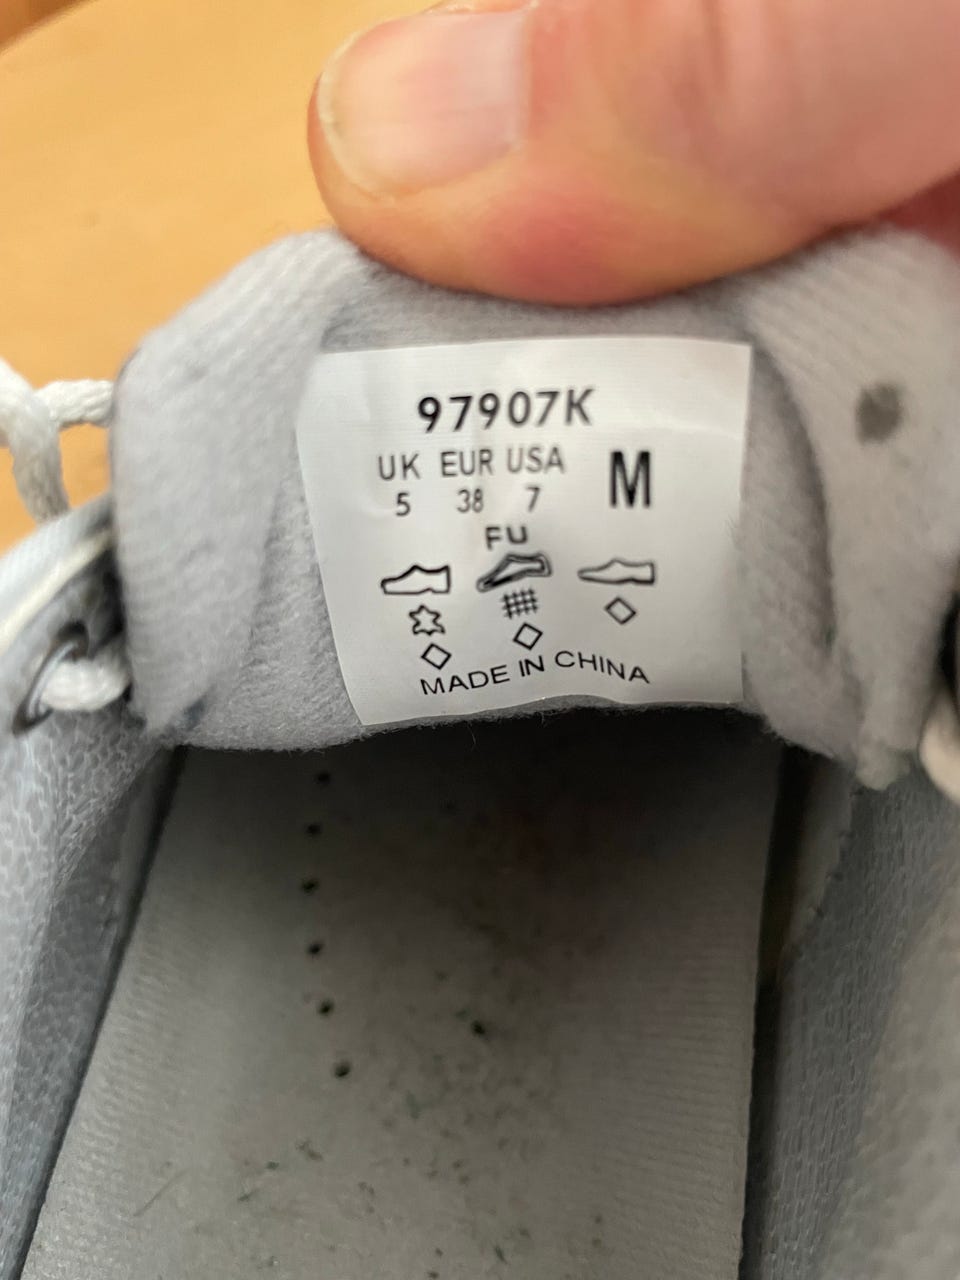 97907K
UK EUR USA M
5 38 7
FU
MADE IN CHINA